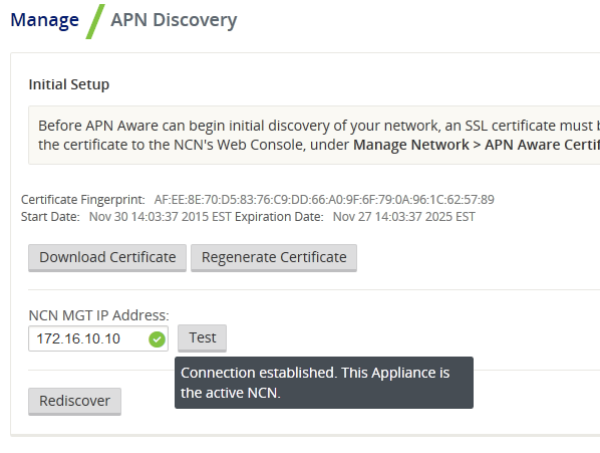 Manage / APN Discovery
Initial Setup
Before APN Aware can begin initial discovery of your network, an SSL certificate must
the certificate to the NCN's Web Console, under Manage Network > APN Aware
Certificate Fingerprint: AF:EE:8E:70:D5:83:76:C9:DD:66:A0:9F:6F:79:0A:96:1C:62:57:89
Start Date: Nov 30 14:03:37 2015 EST Expiration Date: Nov 27 14:03:37 2025 EST
Download Certificate Regenerate Certificate
NCN MGT IP Address:
172.16.10.10 Test
Connection established. This Appliance is
the active NCN.
Rediscover